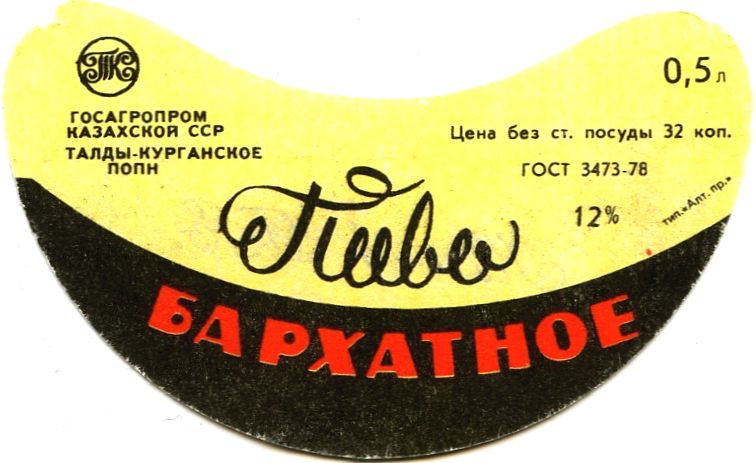 ТК
ГОСАГРОПРОМ
КАЗАХСКОЙ ССР
ТАЛДЫ-КУРГАНСКОЕ
ПОПН
0,5 л
Цена без ст. посуды 32 коп.
ГОСТ 3473-78
12%
тип. «Алт. пр.»
Пиво
БАРХАТНОЕ